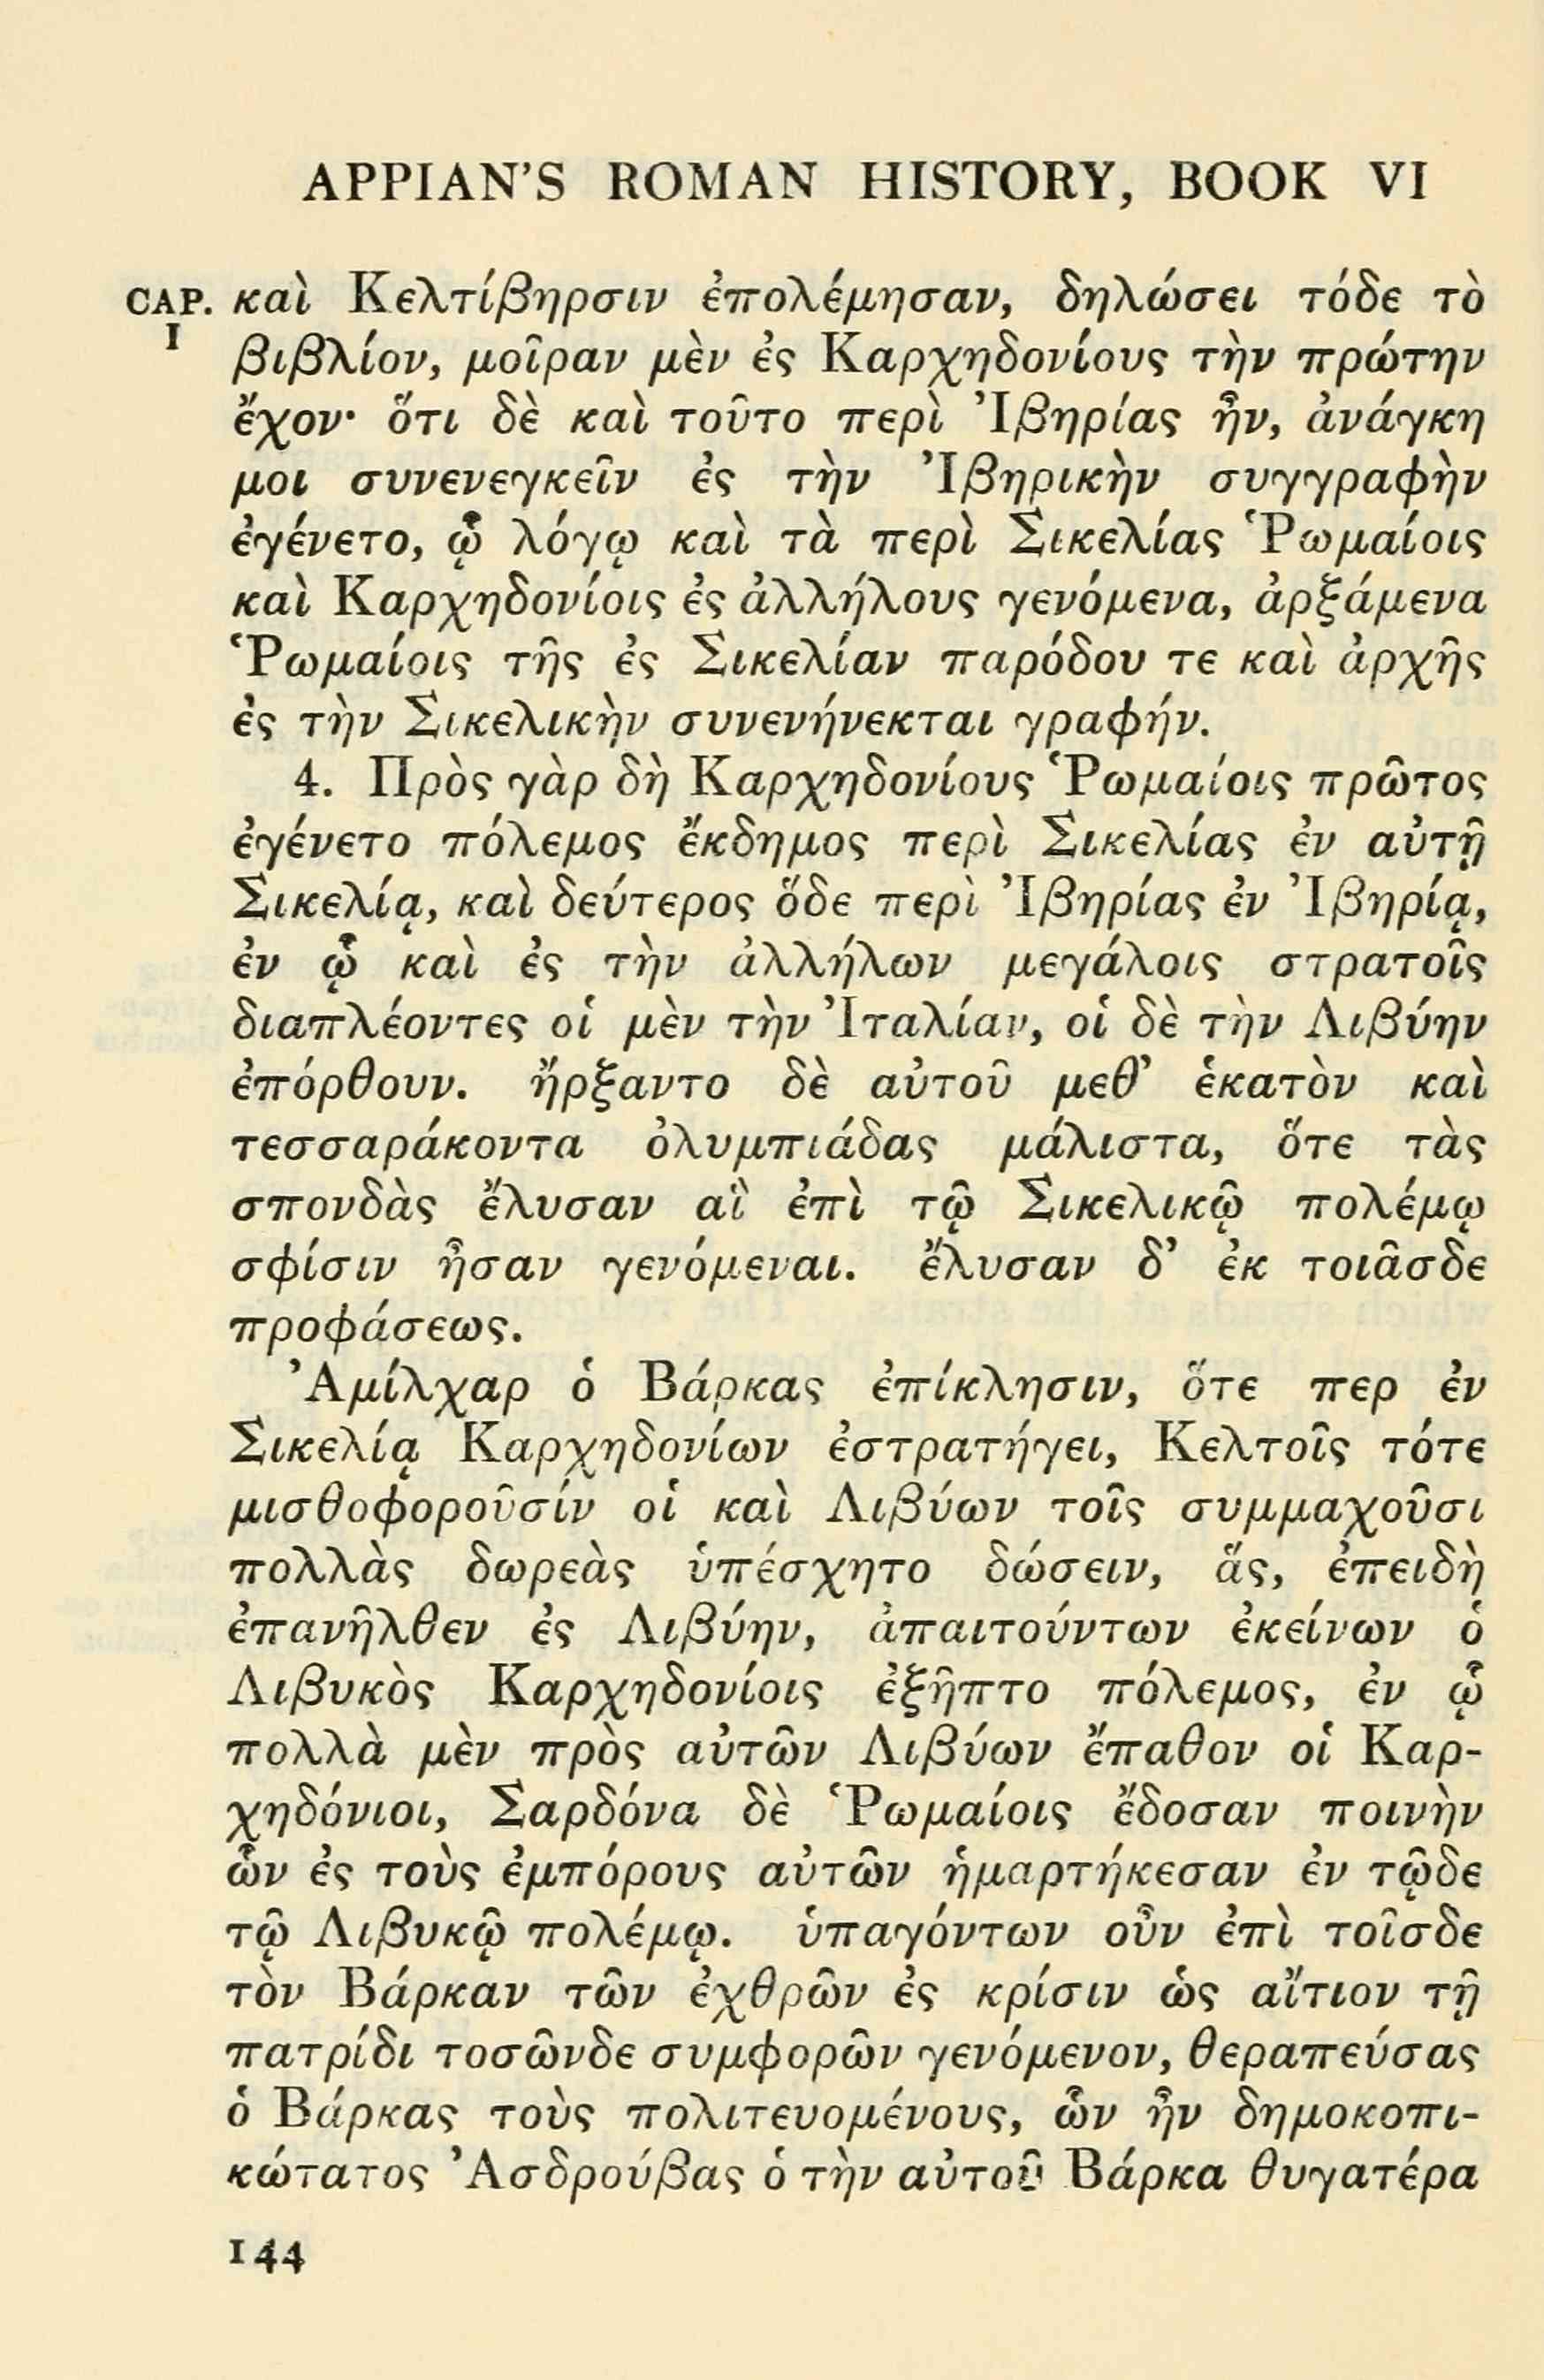 APPIAN'S ROMAN HISTORY, BOOK VI
CAP. I
καὶ Κελτίβηρσιν ἐπολέμησαν, δηλώσει τόδε τὸ
βιβλίον, μοῖραν μὲν ἐς Καρχηδονίους τὴν πρώτην
ἔχον· ὅτι δὲ καὶ τοῦτο περὶ Ἰβηρίας ἦν, ἀνάγκη
μοι συνενεγκεῖν ἐς τὴν Ἰβηρικὴν συγγραφὴν
ἐγένετο, ᾧ λόγῳ καὶ τὰ περὶ Σικελίας Ῥωμαίοις
καὶ Καρχηδονίοις ἐς ἀλλήλους γενόμενα, ἀρξάμενα
Ῥωμαίοις τῆς ἐς Σικελίαν παρόδου τε καὶ ἀρχῆς
ἐς τὴν Σικελικὴν συνενήνεκται γραφήν.
4. Πρὸς γὰρ δὴ Καρχηδονίους Ῥωμαίοις πρῶτος
ἐγένετο πόλεμος ἔκδημος περὶ Σικελίας ἐν αὐτῇ
Σικελίᾳ, καὶ δεύτερος ὅδε περὶ Ἰβηρίας ἐν Ἰβηρίᾳ,
ἐν ᾧ καὶ ἐς τὴν ἀλλήλων μεγάλοις στρατοῖς
διαπλέοντες οἱ μὲν τὴν Ἰταλίαν, οἱ δὲ τὴν Λιβύην
ἐπόρθουν. ἤρξαντο δὲ αὐτοῦ μεθ' ἑκατὸν καὶ
τεσσαράκοντα ὀλυμπιάδας μάλιστα, ὅτε τὰς
σπονδὰς ἔλυσαν αἳ ἐπὶ τῷ Σικελικῷ πολέμῳ
σφίσιν ἦσαν γενόμεναι. ἔλυσαν δ' ἐκ τοιᾶσδε
προφάσεως.
Ἀμίλχαρ ὁ Βάρκας ἐπίκλησιν, ὅτε περ ἐν
Σικελίᾳ Καρχηδονίων ἐστρατήγει, Κελτοῖς τότε
μισθοφοροῦσίν οἱ καὶ Λιβύων τοῖς συμμαχοῦσι
πολλὰς δωρεὰς ὑπέσχητο δώσειν, ἅς, ἐπειδὴ
ἐπανῆλθεν ἐς Λιβύην, ἀπαιτούντων ἐκείνων ὁ
Λιβυκὸς Καρχηδονίοις ἐξῆπτο πόλεμος, ἐν ᾧ
πολλὰ μὲν πρὸς αὐτῶν Λιβύων ἔπαθον οἱ Καρ-
χηδόνιοι, Σαρδόνα δὲ Ῥωμαίοις ἔδοσαν ποινὴν
ὧν ἐς τοὺς ἐμπόρους αὐτῶν ἡμαρτήκεσαν ἐν τῷδε
τῷ Λιβυκῷ πολέμῳ. ὑπαγόντων οὖν ἐπὶ τοῖσδε
τὸν Βάρκαν τῶν ἐχθρῶν ἐς κρίσιν ὡς αἴτιον τῇ
πατρίδι τοσῶνδε συμφορῶν γενόμενον, θεραπεύσας
ὁ Βάρκας τοὺς πολιτευομένους, ὧν ἦν δημοκοπι-
κώτατος Ἀσδρούβας ὁ τὴν αὐτοῦ Βάρκα θυγατέρα
144